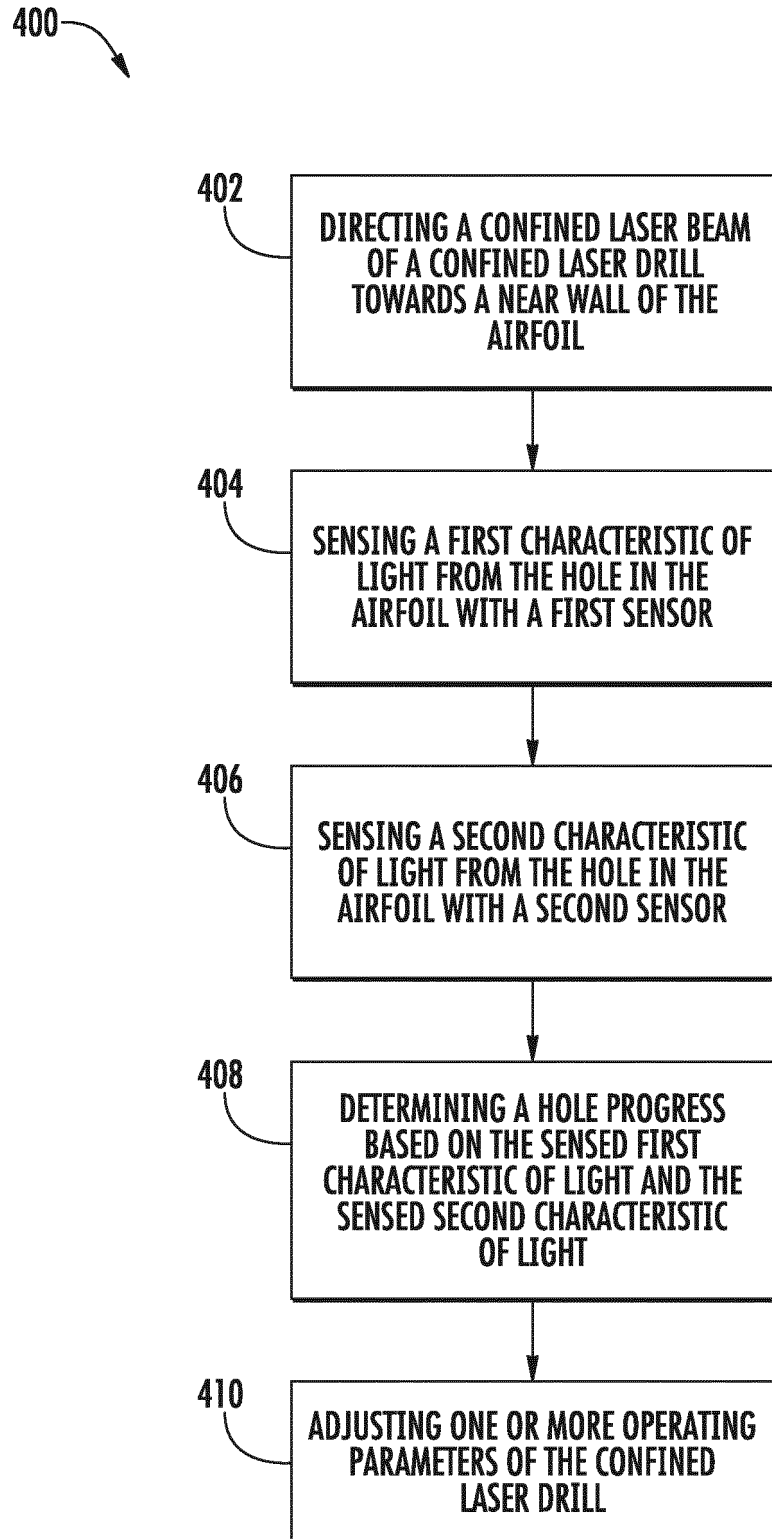 400
402
DIRECTING A CONFINED LASER BEAM
OF A CONFINED LASER DRILL
TOWARDS A NEAR WALL OF THE
AIRFOIL
404
SENSING A FIRST CHARACTERISTIC OF
LIGHT FROM THE HOLE IN THE
AIRFOIL WITH A FIRST SENSOR
406
SENSING A SECOND CHARACTERISTIC
OF LIGHT FROM THE HOLE IN THE
AIRFOIL WITH A SECOND SENSOR
408
DETERMINING A HOLE PROGRESS
BASED ON THE SENSED FIRST
CHARACTERISTIC OF LIGHT AND THE
SENSED SECOND CHARACTERISTIC
OF LIGHT
410
ADJUSTING ONE OR MORE OPERATING
PARAMETERS OF THE CONFINED
LASER DRILL